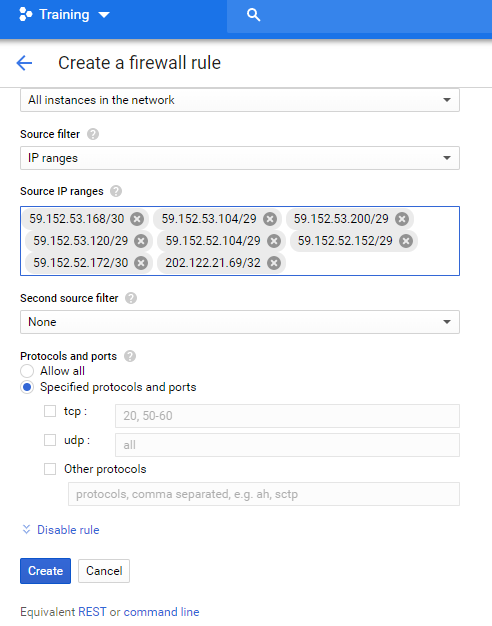 Training
Create a firewall rule
All instances in the network
Source filter
IP ranges
Source IP ranges
59.152.53.168/30 59.152.53.104/29 59.152.53.200/29
59.152.53.120/29 59.152.52.104/29 59.152.52.152/29
59.152.52.172/30 202.122.21.69/32
Second source filter
None
Protocols and ports
Allow all
Specified protocols and ports
tcp : 20, 50-60
udp : all
Other protocols
protocols, comma separated, e.g. ah, sctp
Disable rule
Create Cancel
Equivalent REST or command line